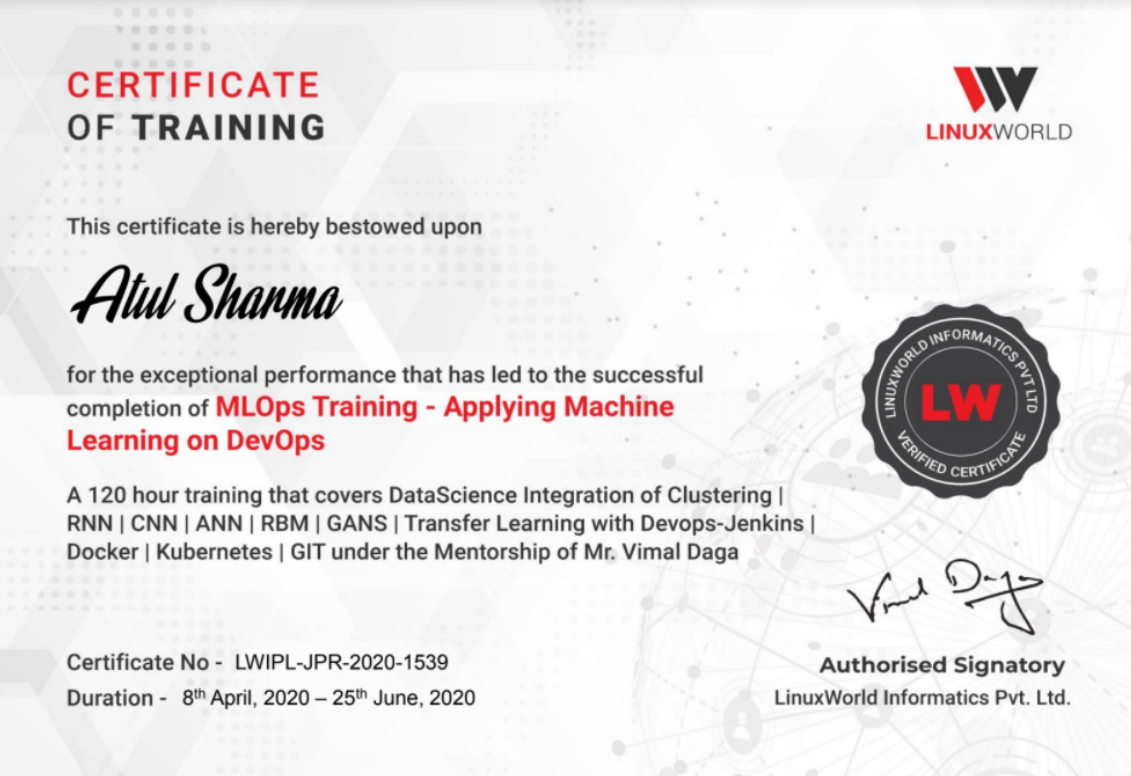 CERTIFICATE
OF TRAINING
LINUXWORLD
This certificate is hereby bestowed upon
Atul Sharma
for the exceptional performance that has led to the successful
completion of MLOps Training - Applying Machine
Learning on DevOps
LINUXWORLD INFORMATICS PVT LTD
LW
VERIFIED CERTIFICATE
A 120 hour training that covers DataScience Integration of Clustering |
RNN | CNN | ANN | RBM | GANS | Transfer Learning with Devops-Jenkins |
Docker | Kubernetes | GIT under the Mentorship of Mr. Vimal Daga
Vimal Daga
Certificate No - LWIPL-JPR-2020-1539
Duration - 8th April, 2020 – 25th June, 2020
Authorised Signatory
LinuxWorld Informatics Pvt. Ltd.